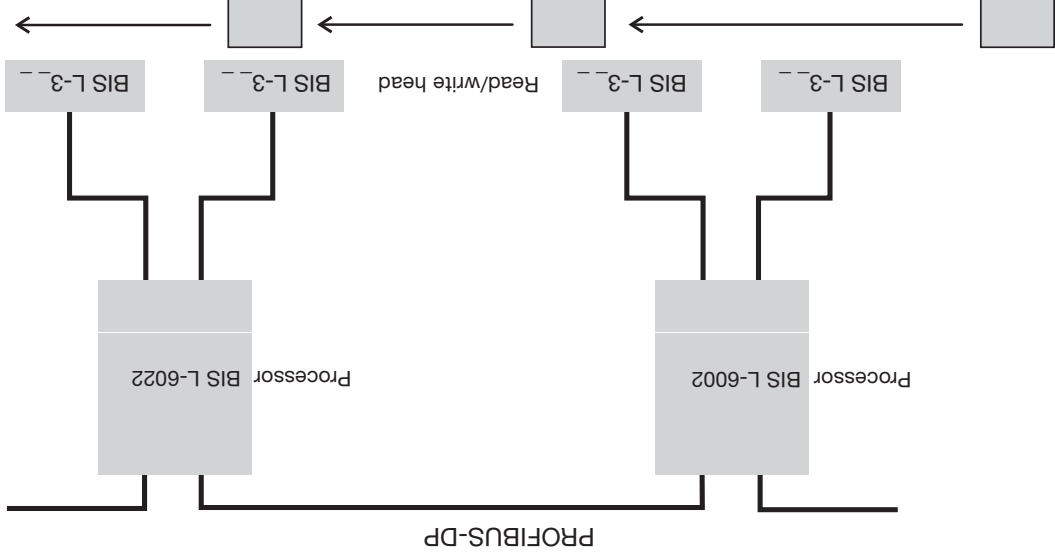 PROFIBUS-DP
Processor BIS L-6002
Processor BIS L-6022
BIS L-3_ _
BIS L-3_ _
Read/write head
BIS L-3_ _
BIS L-3_ _